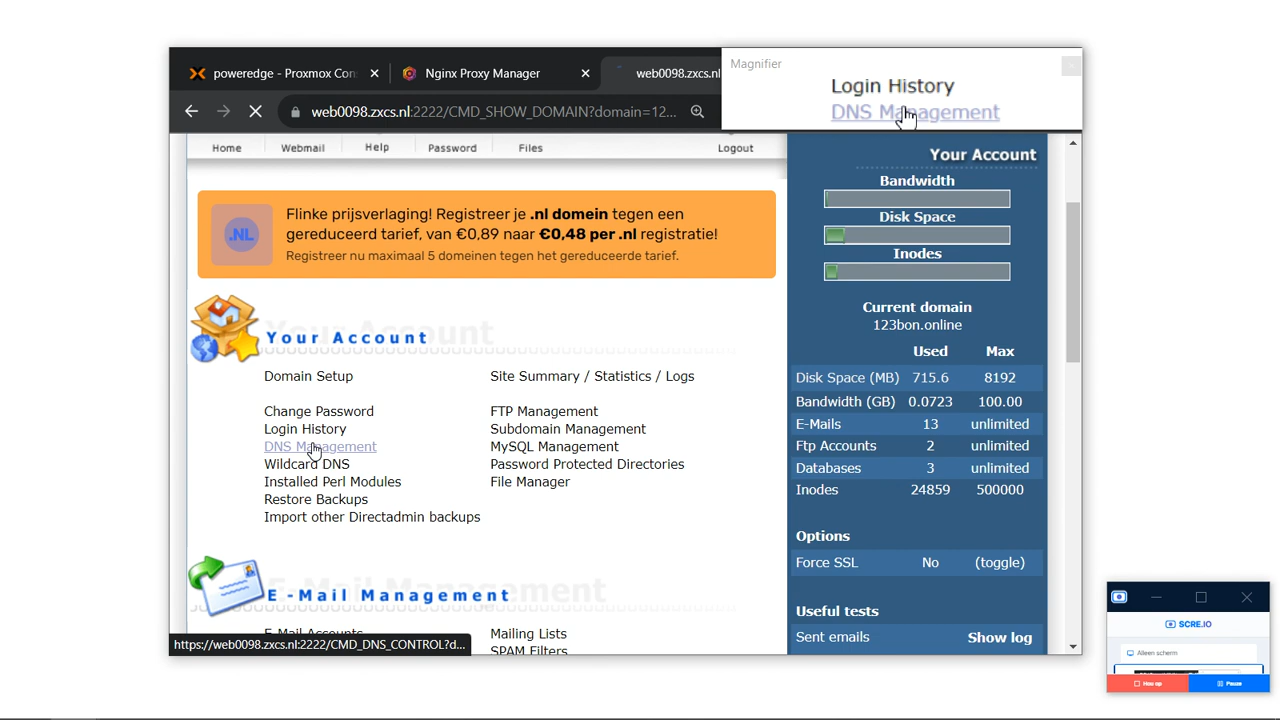 poweredge - Proxmox Con
Nginx Proxy Manager
web0098.zxcs.nl
Magnifier
Login History
DNS Management
web0098.zxcs.nl:2222/CMD_SHOW_DOMAIN?domain=12...
Home
Webmail
Help
Password
Files
Logout
.NL
Flinke prijsverlaging! Registreer je .nl domein tegen een
gereduceerd tarief, van €0,89 naar €0,48 per .nl registratie!
Registreer nu maximaal 5 domeinen tegen het gereduceerde tarief.
Your Account
Domain Setup
Site Summary / Statistics / Logs
Change Password
FTP Management
Login History
Subdomain Management
DNS Management
MySQL Management
Wildcard DNS
Password Protected Directories
Installed Perl Modules
File Manager
Restore Backups
Import other Directadmin backups
E-Mail Management
E-Mail Accounts
Mailing Lists
SPAM Filters
https://web0098.zxcs.nl:2222/CMD_DNS_CONTROL?d...
Your Account
Bandwidth
Disk Space
Inodes
Current domain
123bon.online
Used Max
Disk Space (MB) 715.6 8192
Bandwidth (GB) 0.0723 100.00
E-Mails 13 unlimited
Ftp Accounts 2 unlimited
Databases 3 unlimited
Inodes 24859 500000
Options
Force SSL No (toggle)
Useful tests
Sent emails Show log
SCRE.IO
Alleen scherm
Pauze